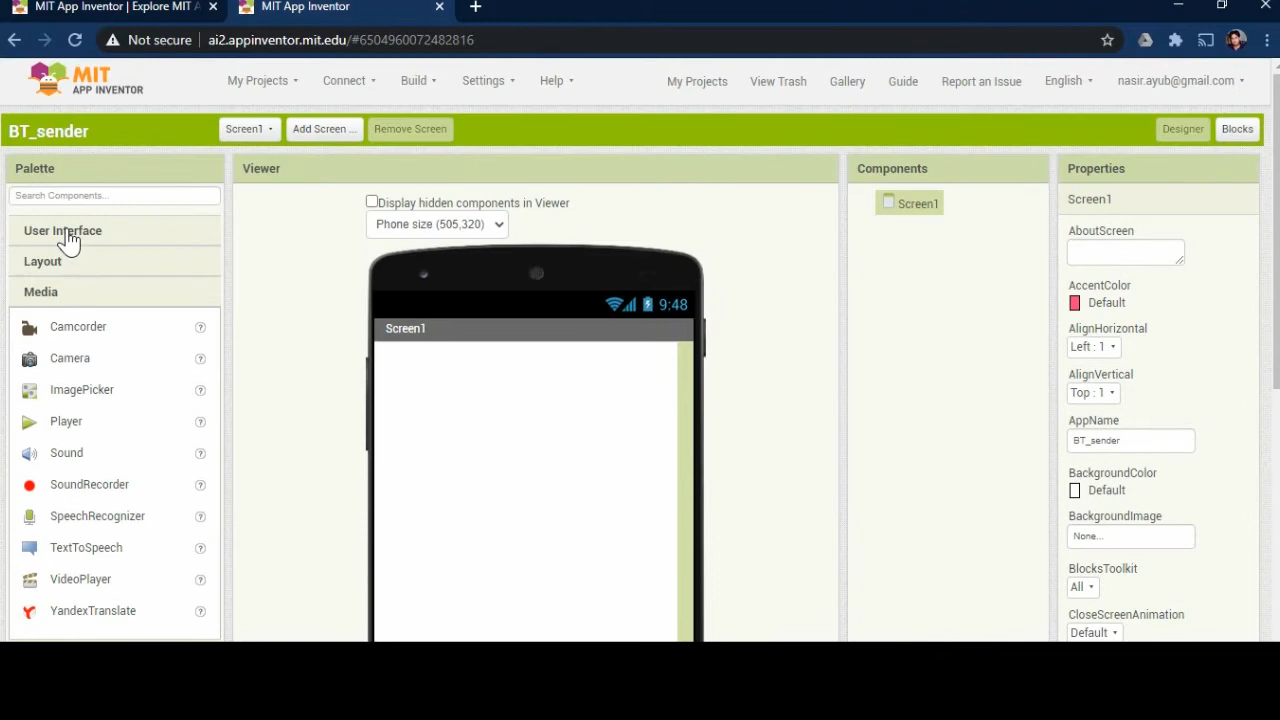 MIT App Inventor | Explore MIT A
MIT App Inventor
Not secure
ai2.appinventor.mit.edu/#6504960072482816
MIT
APP INVENTOR
My Projects
Connect
Build
Settings
Help
My Projects
View Trash
Gallery
Guide
Report an Issue
English
nasir.ayub@gmail.com
BT_sender
Screen1
Add Screen ...
Remove Screen
Designer
Blocks
Palette
Search Components...
User Interface
Layout
Media
Camcorder
Camera
ImagePicker
Player
Sound
SoundRecorder
SpeechRecognizer
TextToSpeech
VideoPlayer
YandexTranslate
Viewer
Display hidden components in Viewer
Phone size (505,320)
9:48
Screen1
Components
Screen1
Properties
Screen1
AboutScreen
AccentColor
Default
AlignHorizontal
Left : 1
AlignVertical
Top : 1
AppName
BT_sender
BackgroundColor
Default
BackgroundImage
None...
BlocksToolkit
All
CloseScreenAnimation
Default